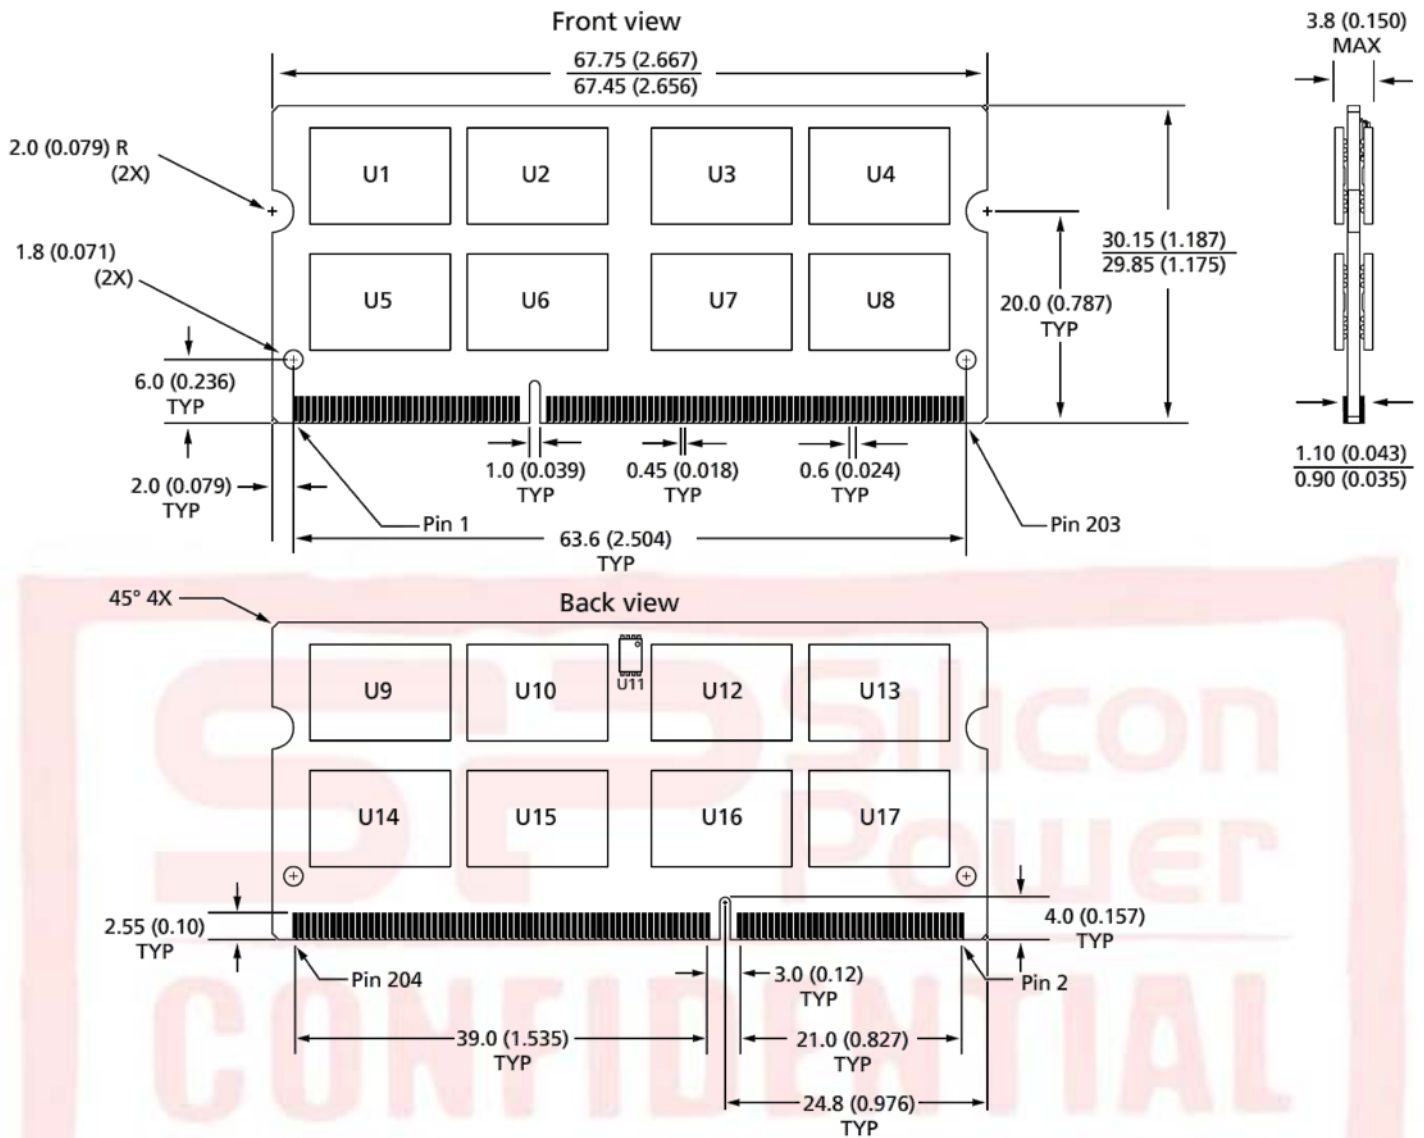 Front view
3.8 (0.150)
MAX
67.75 (2.667)
67.45 (2.656)
2.0 (0.079) R
(2X)
U1
U2
U3
U4
1.8 (0.071)
(2X)
30.15 (1.187)
29.85 (1.175)
U5
U6
U7
U8
20.0 (0.787)
TYP
6.0 (0.236)
TYP
1.0 (0.039)
TYP
0.45 (0.018)
TYP
0.6 (0.024)
TYP
1.10 (0.043)
0.90 (0.035)
2.0 (0.079)
TYP
Pin 1
Pin 203
63.6 (2.504)
TYP
45° 4X
Back view
U9
U10
U11
U12
U13
SP Silicon
Power
U14
U15
U16
U17
2.55 (0.10)
TYP
4.0 (0.157)
TYP
Pin 204
3.0 (0.12)
TYP
Pin 2
CONFIDENTIAL
39.0 (1.535)
TYP
21.0 (0.827)
TYP
24.8 (0.976)
TYP